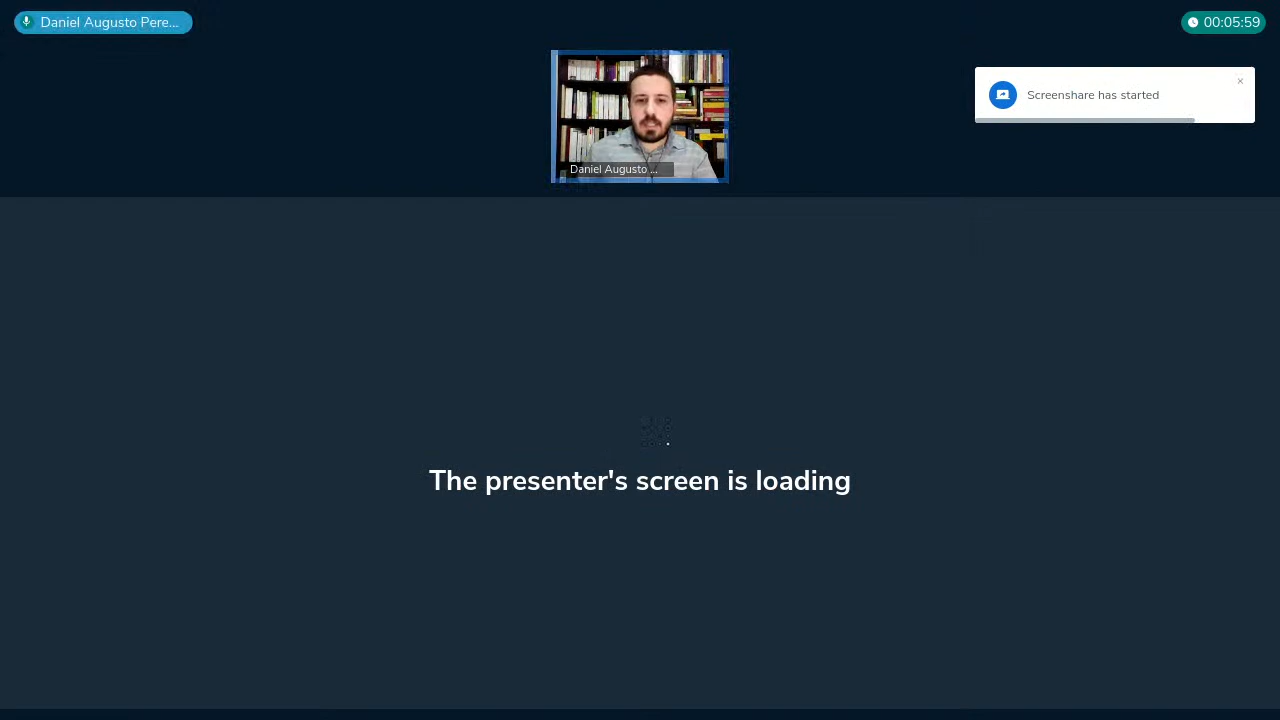 Daniel Augusto Pere...
00:05:59
Screenshare has started
Daniel Augusto ...
The presenter's screen is loading